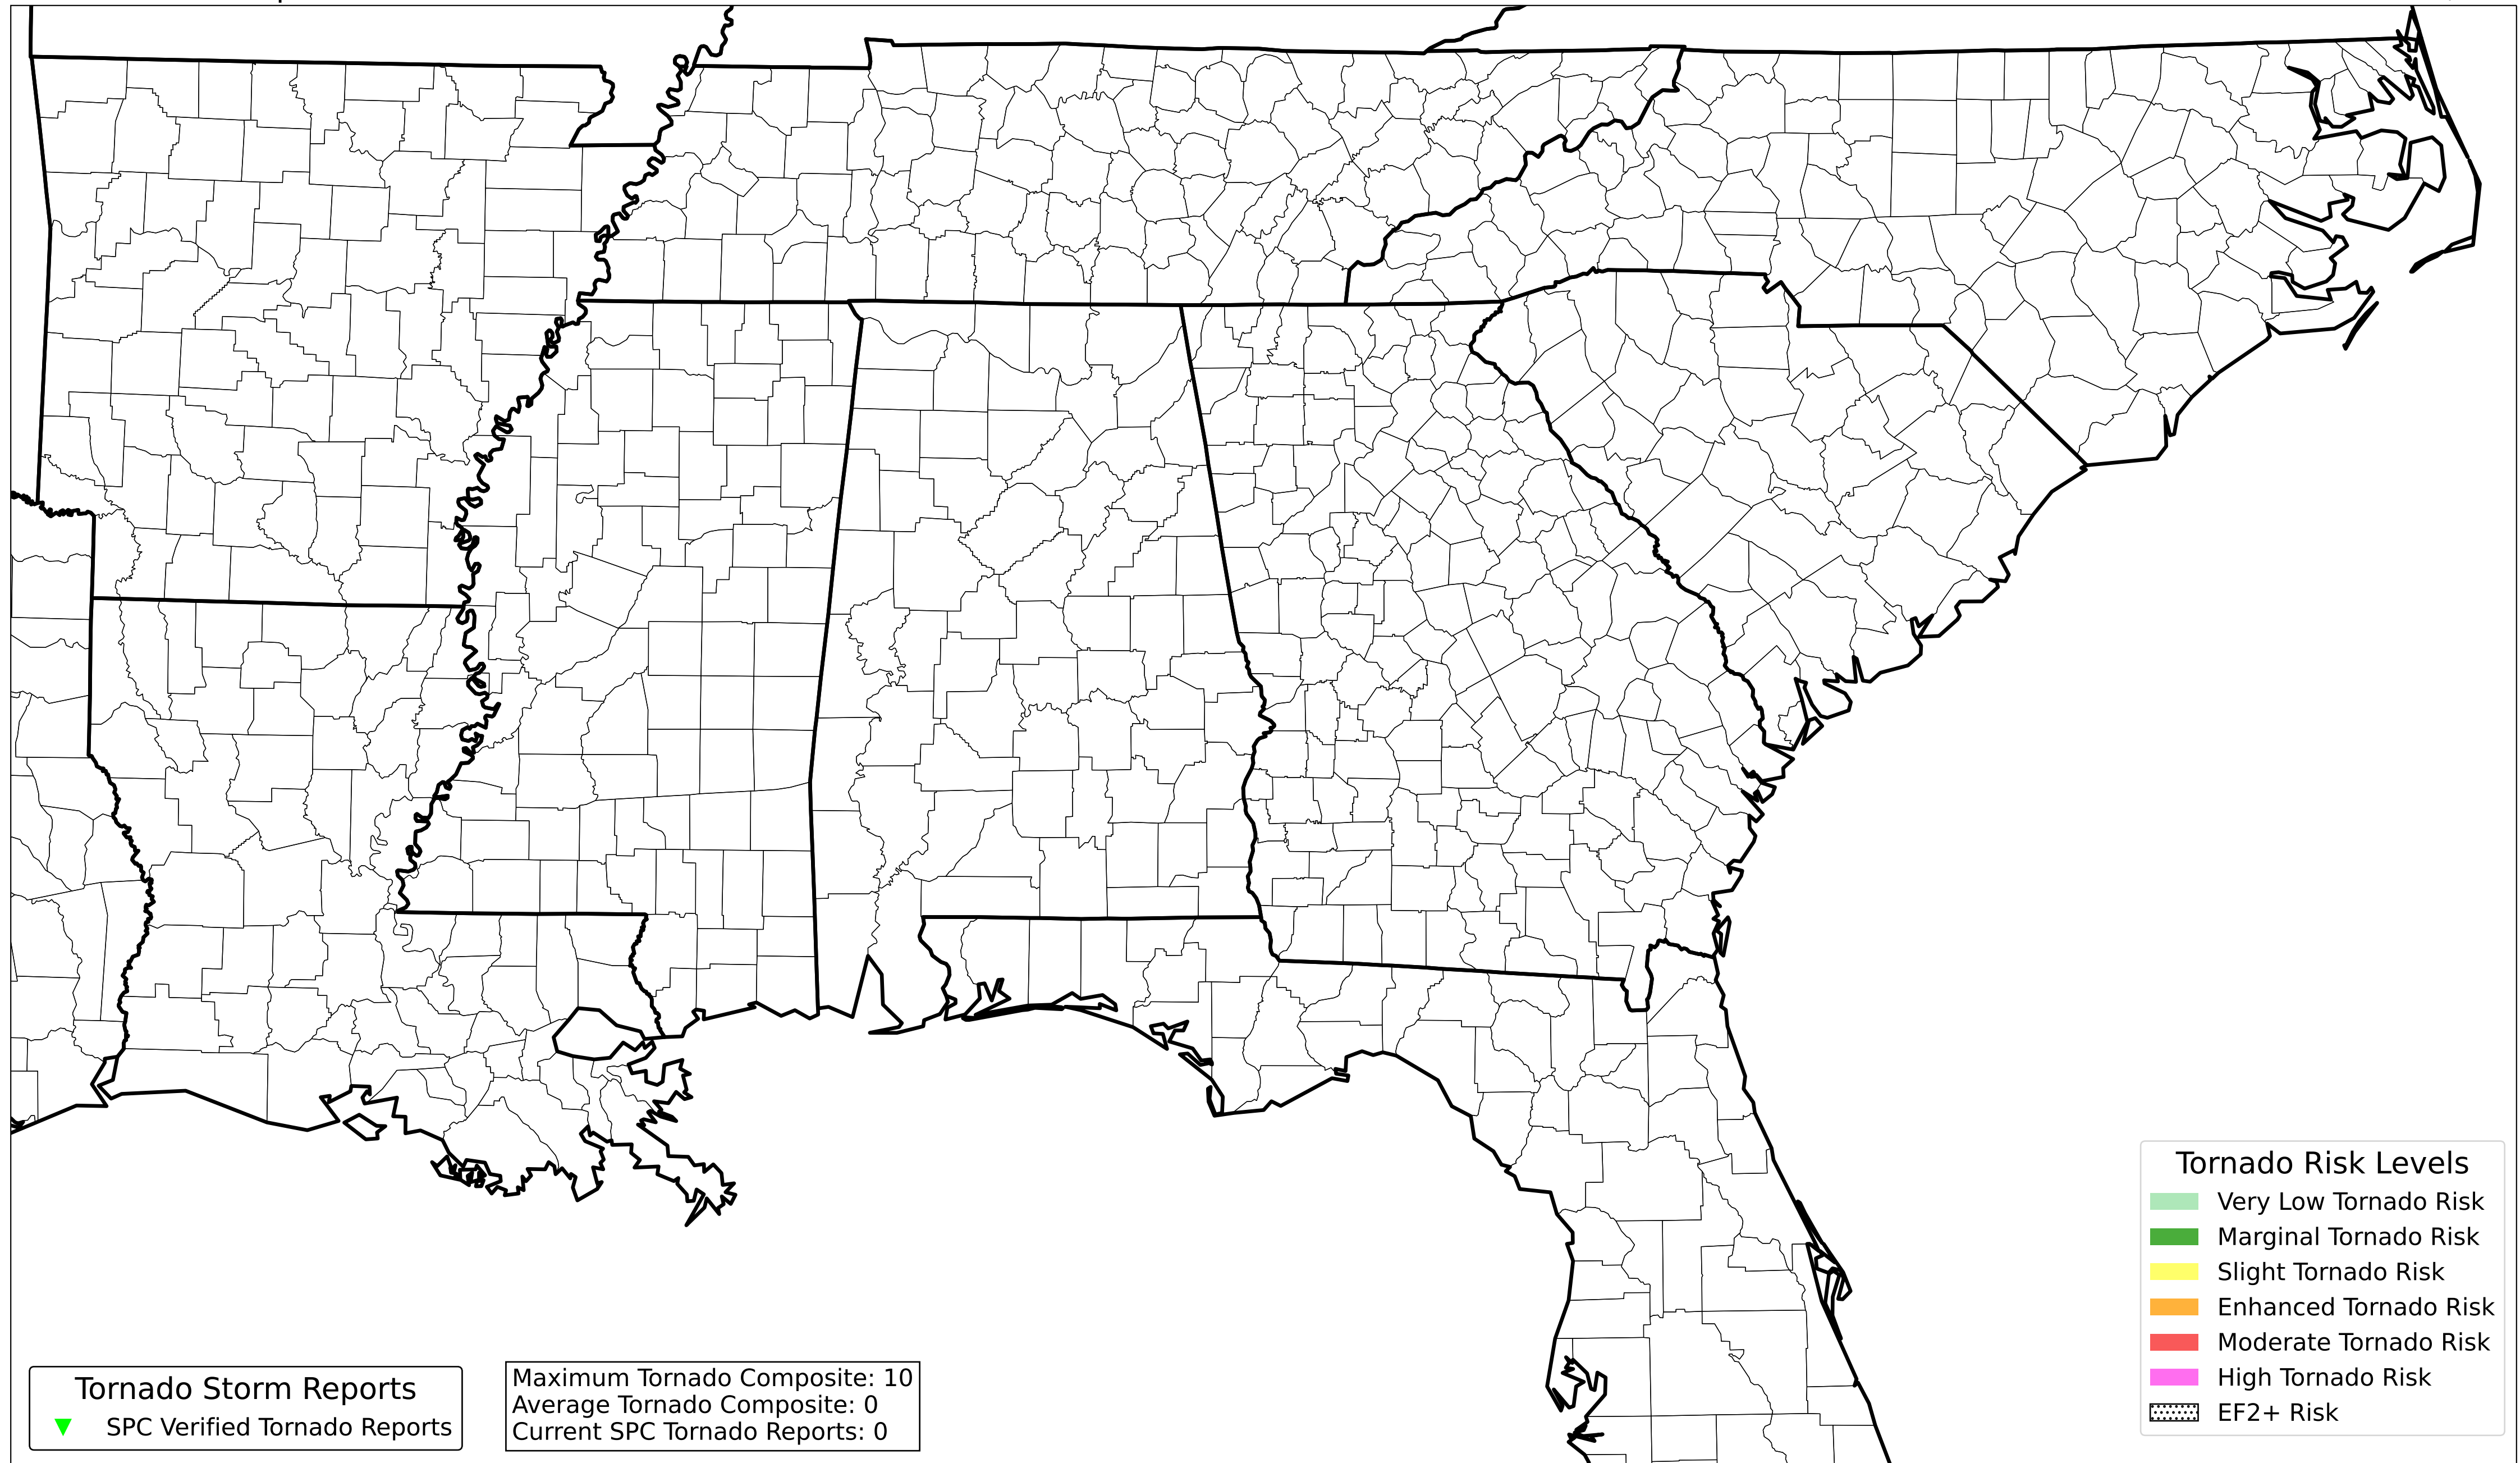 Tornado Risk Levels
Very Low Tornado Risk
Marginal Tornado Risk
Slight Tornado Risk
Enhanced Tornado Risk
Moderate Tornado Risk
High Tornado Risk
EF2+ Risk
Tornado Storm Reports
SPC Verified Tornado Reports
Maximum Tornado Composite: 10
Average Tornado Composite: 0
Current SPC Tornado Reports: 0